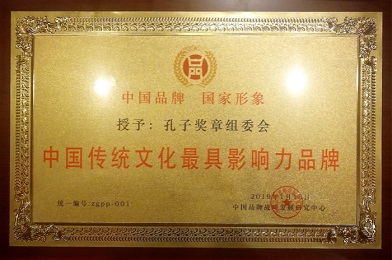 中国品牌 国家形象
授予：孔子奖章组委会
中国传统文化最具影响力品牌
统一编号:zgpp-001